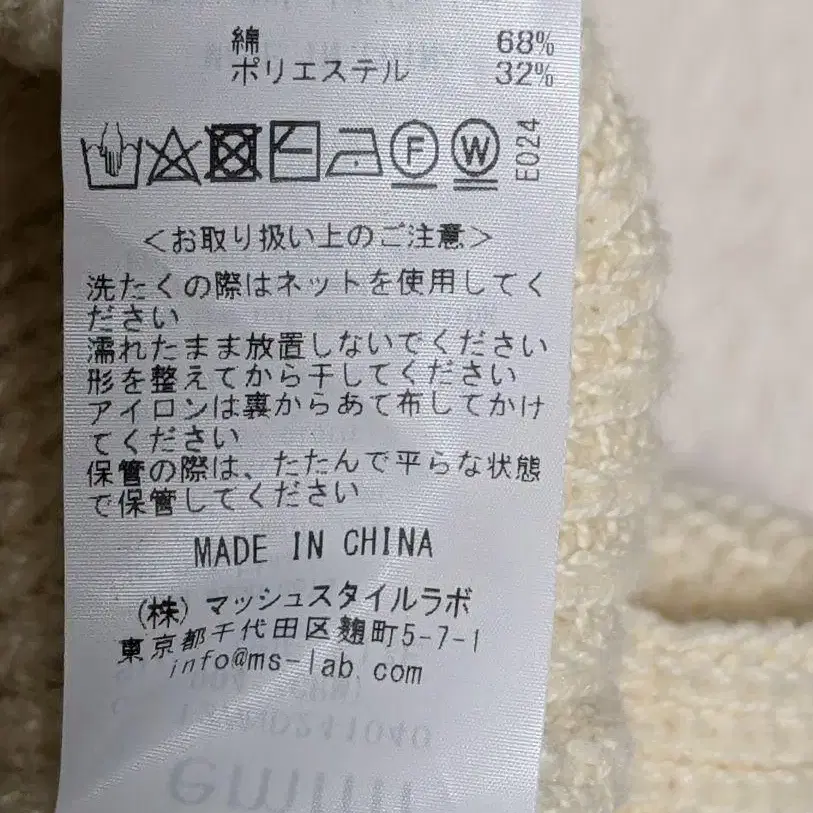 綿 68%
ポリエステル 32%
F W E024
＜お取り扱い上のご注意＞
洗たくの際はネットを使用してく
ださい
濡れたまま放置しないでください
形を整えてから干してください
アイロンは裏からあて布してかけ
てください
保管の際は、たたんで平らな状態
で保管してください
MADE IN CHINA
(株) マッシュスタイルラボ
東京都千代田区麹町5-7-1
info@ms-lab.com